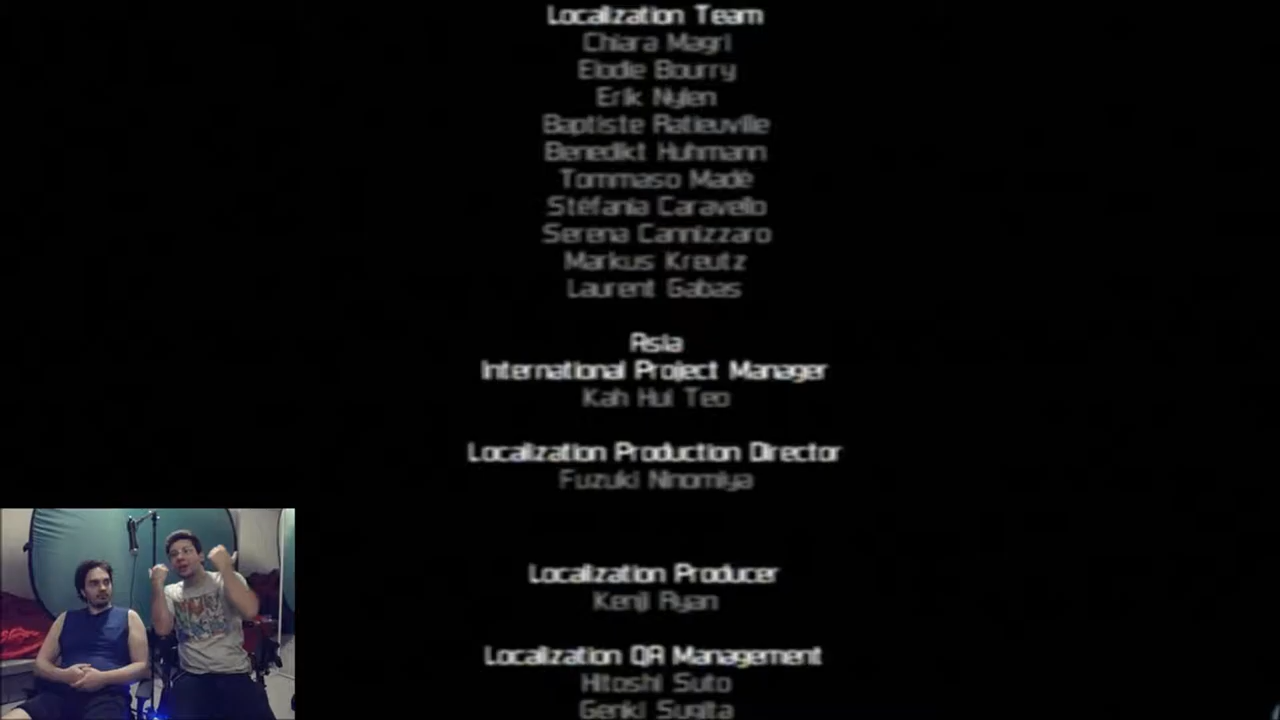 Localization Team
Chiara Magri
Elodie Bourry
Erik Nylen
Baptiste Ratieuville
Benedikt Huhmann
Tommaso Madè
Stéfania Caravello
Serena Cannizzaro
Markus Kreutz
Laurent Gabas
Asia
International Project Manager
Kah Hui Teo
Localization Production Director
Fuzuki Ninomiya
Localization Producer
Kenji Ryan
Localization QA Management
Hitoshi Suto
Genki Sugita